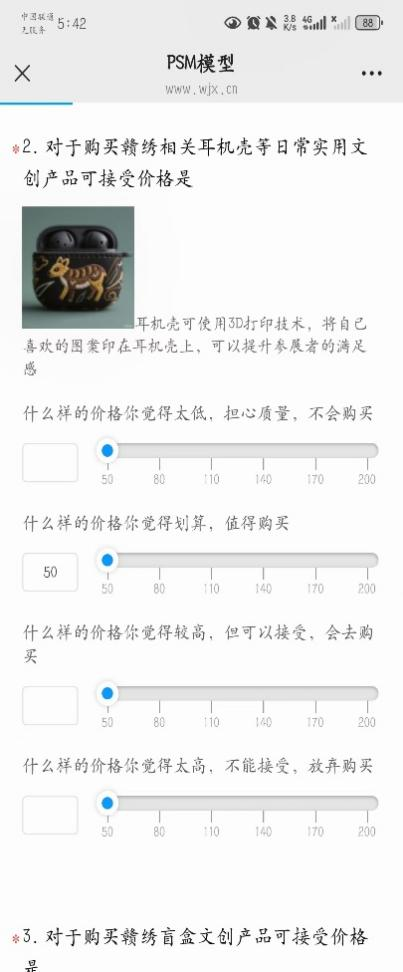 中国联通
无服务
5:42
3.8
K/s
4G
88
PSM模型
www.wjx.cn
*2. 对于购买赣绣相关耳机壳等日常实用文
创产品可接受价格是
耳机壳可使用3D打印技术，将自己
喜欢的图案印在耳机壳上，可以提升参展者的满足
感
什么样的价格你觉得太低，担心质量，不会购买
50 80 110 140 170 200
什么样的价格你觉得划算，值得购买
50
50 80 110 140 170 200
什么样的价格你觉得较高，但可以接受，会去购
买
50 80 110 140 170 200
什么样的价格你觉得太高，不能接受，放弃购买
50 80 110 140 170 200
*3. 对于购买赣绣盲盒文创产品可接受价格
是